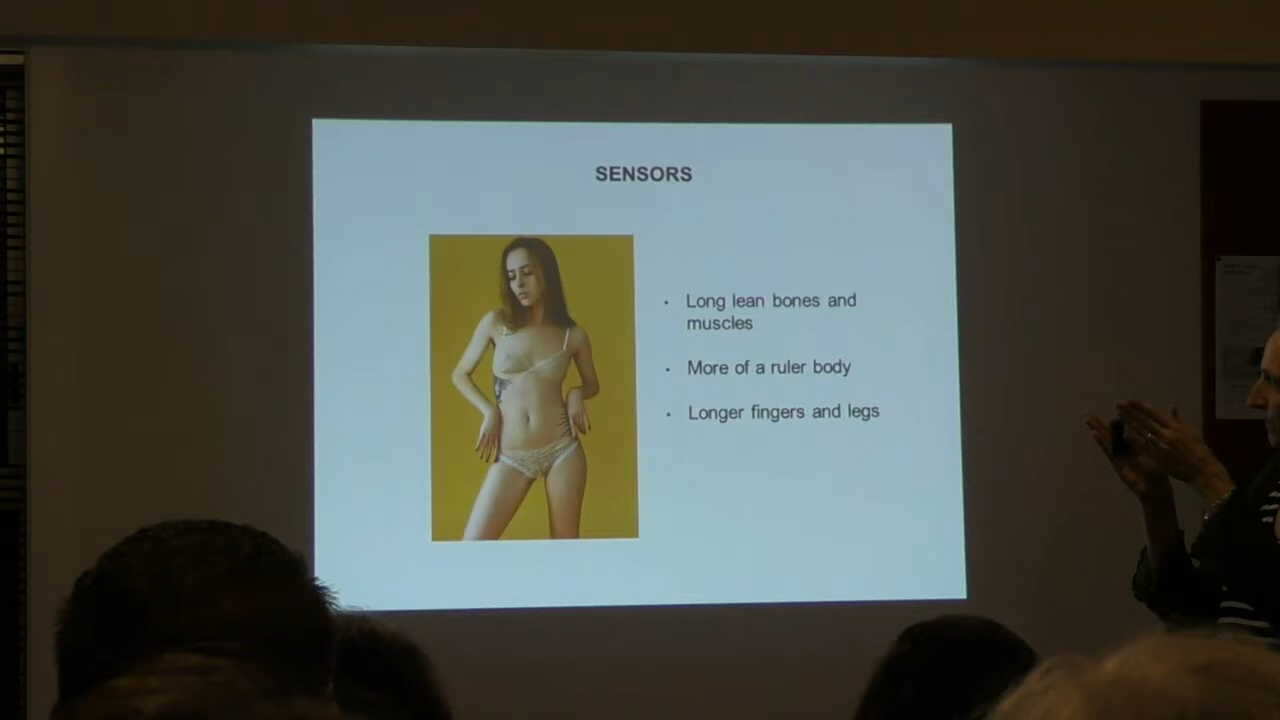 SENSORS
• Long lean bones and
muscles
• More of a ruler body
• Longer fingers and legs